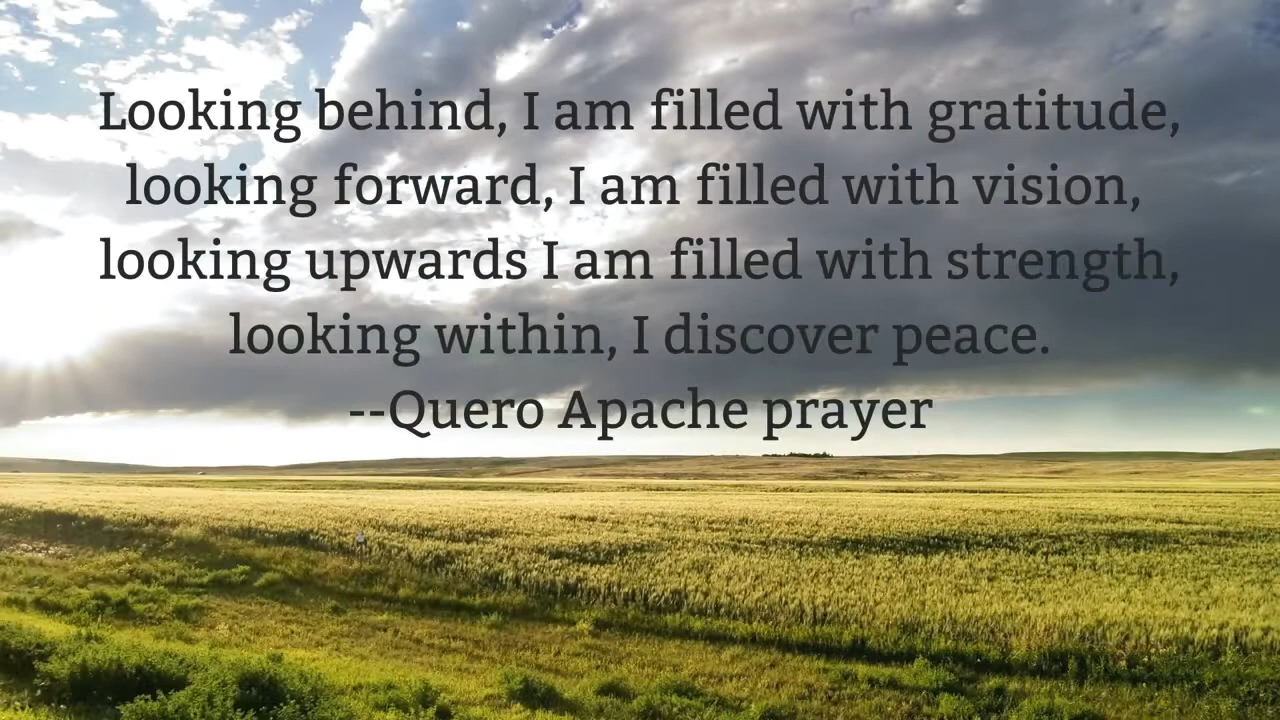 Looking behind, I am filled with gratitude,
looking forward, I am filled with vision,
looking upwards I am filled with strength,
looking within, I discover peace.
--Quero Apache prayer